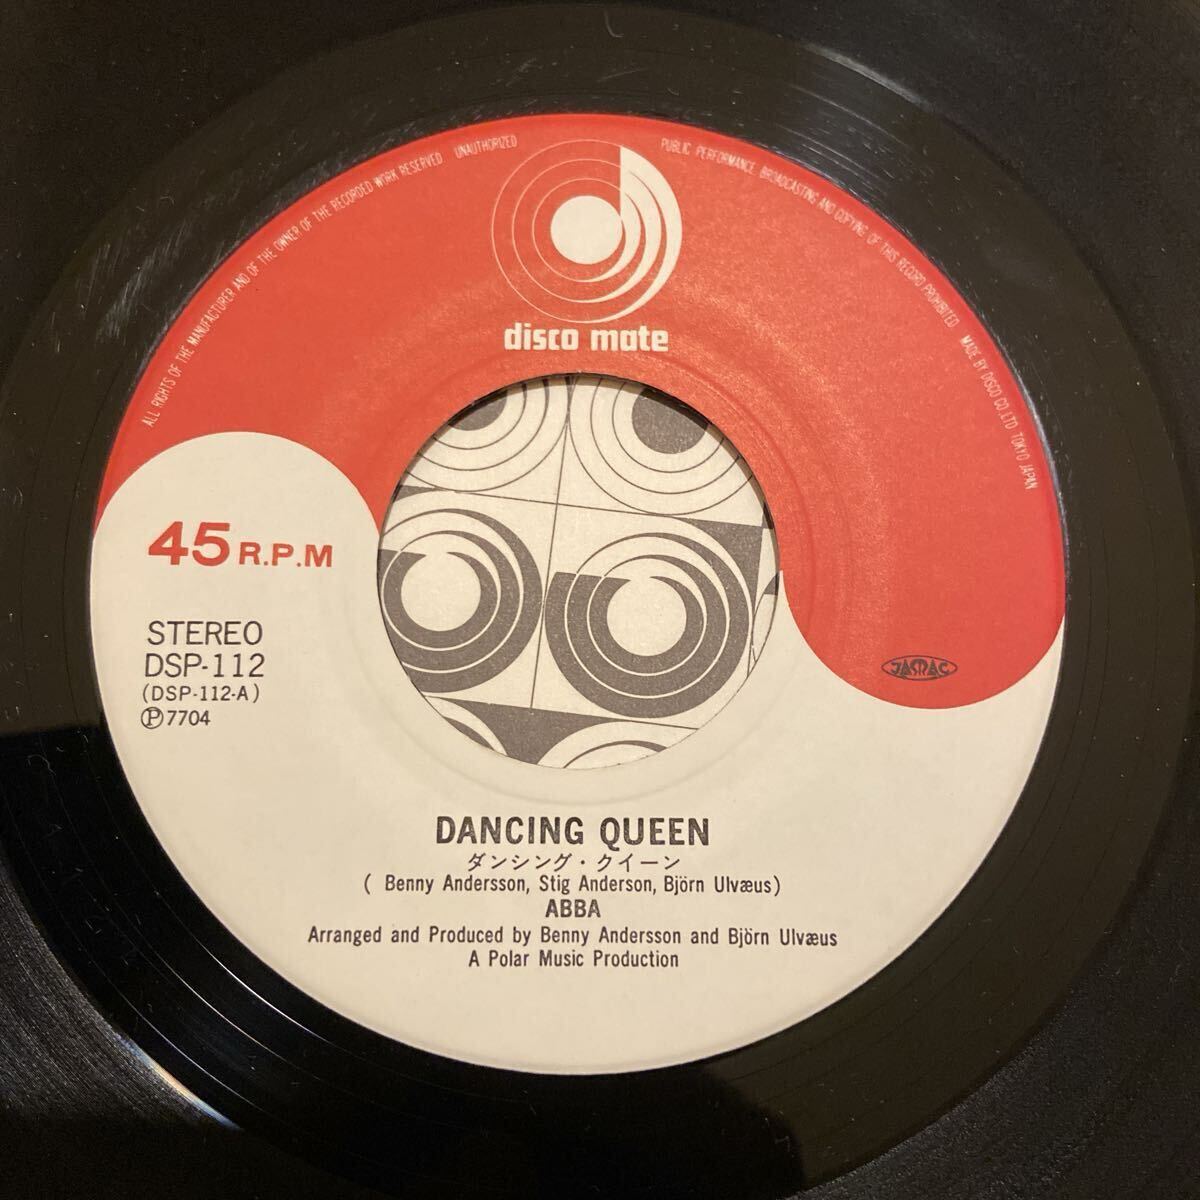 ALL RIGHTS OF THE MANUFACTURER AND OF THE OWNER OF THE RECORDED WORK RESERVED UNAUTHORIZED PUBLIC PERFORMANCE BROADCASTING AND COPYING OF THIS RECORD PROHIBITED MADE BY DISCO CO., LTD TOKYO JAPAN
disco mate
45 R.P.M
STEREO
DSP-112
(DSP-112-A)
Ⓟ7704
JASRAC
DANCING QUEEN
ダンシング・クイーン
( Benny Andersson, Stig Anderson, Björn Ulvæus)
ABBA
Arranged and Produced by Benny Andersson and Björn Ulvæus
A Polar Music Production